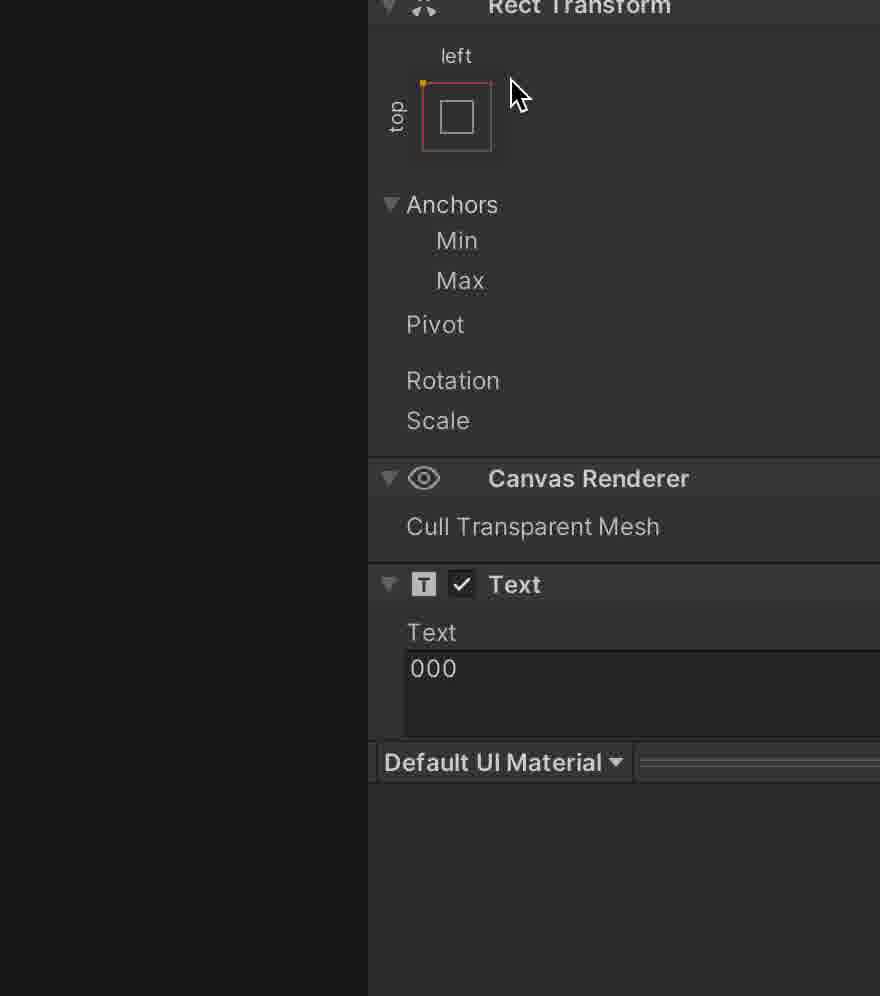 Rect Transform
left
top
Anchors
Min
Max
Pivot
Rotation
Scale
Canvas Renderer
Cull Transparent Mesh
T Text
Text
000
Default UI Material